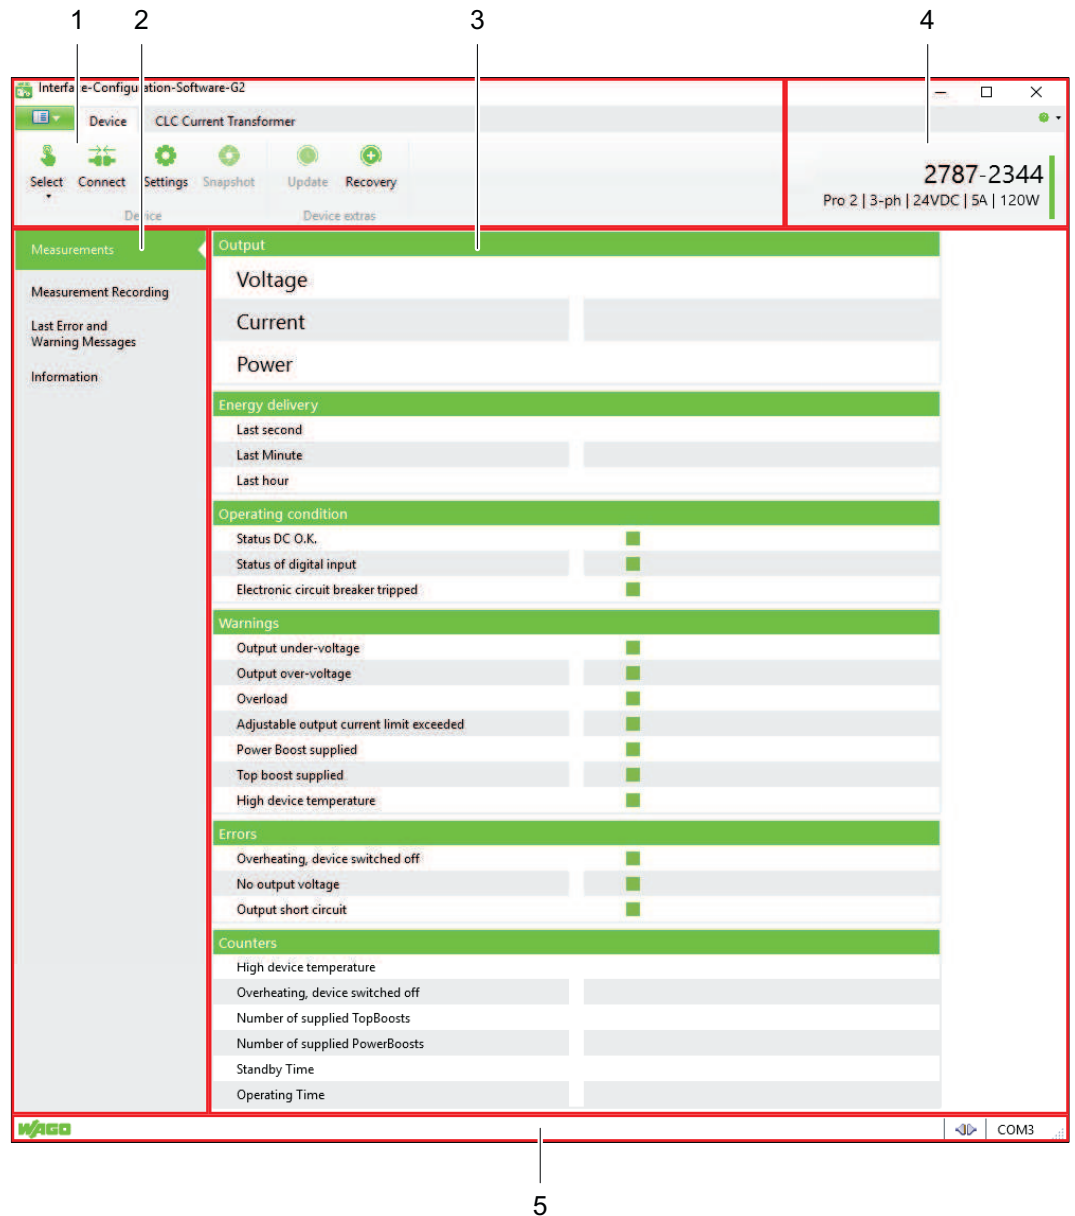 1 2 3 4
Interface-Configuration-Software-G2
Device CLC Current Transformer
Select Connect Settings Snapshot Update Recovery
Device Device extras
2787-2344
Pro 2 | 3-ph | 24VDC | 5A | 120W
Measurements
Measurement Recording
Last Error and
Warning Messages
Information
Output
Voltage
Current
Power
Energy delivery
Last second
Last Minute
Last hour
Operating condition
Status DC O.K.
Status of digital input
Electronic circuit breaker tripped
Warnings
Output under-voltage
Output over-voltage
Overload
Adjustable output current limit exceeded
Power Boost supplied
Top boost supplied
High device temperature
Errors
Overheating, device switched off
No output voltage
Output short circuit
Counters
High device temperature
Overheating, device switched off
Number of supplied TopBoosts
Number of supplied PowerBoosts
Standby Time
Operating Time
WAGO COM3
5